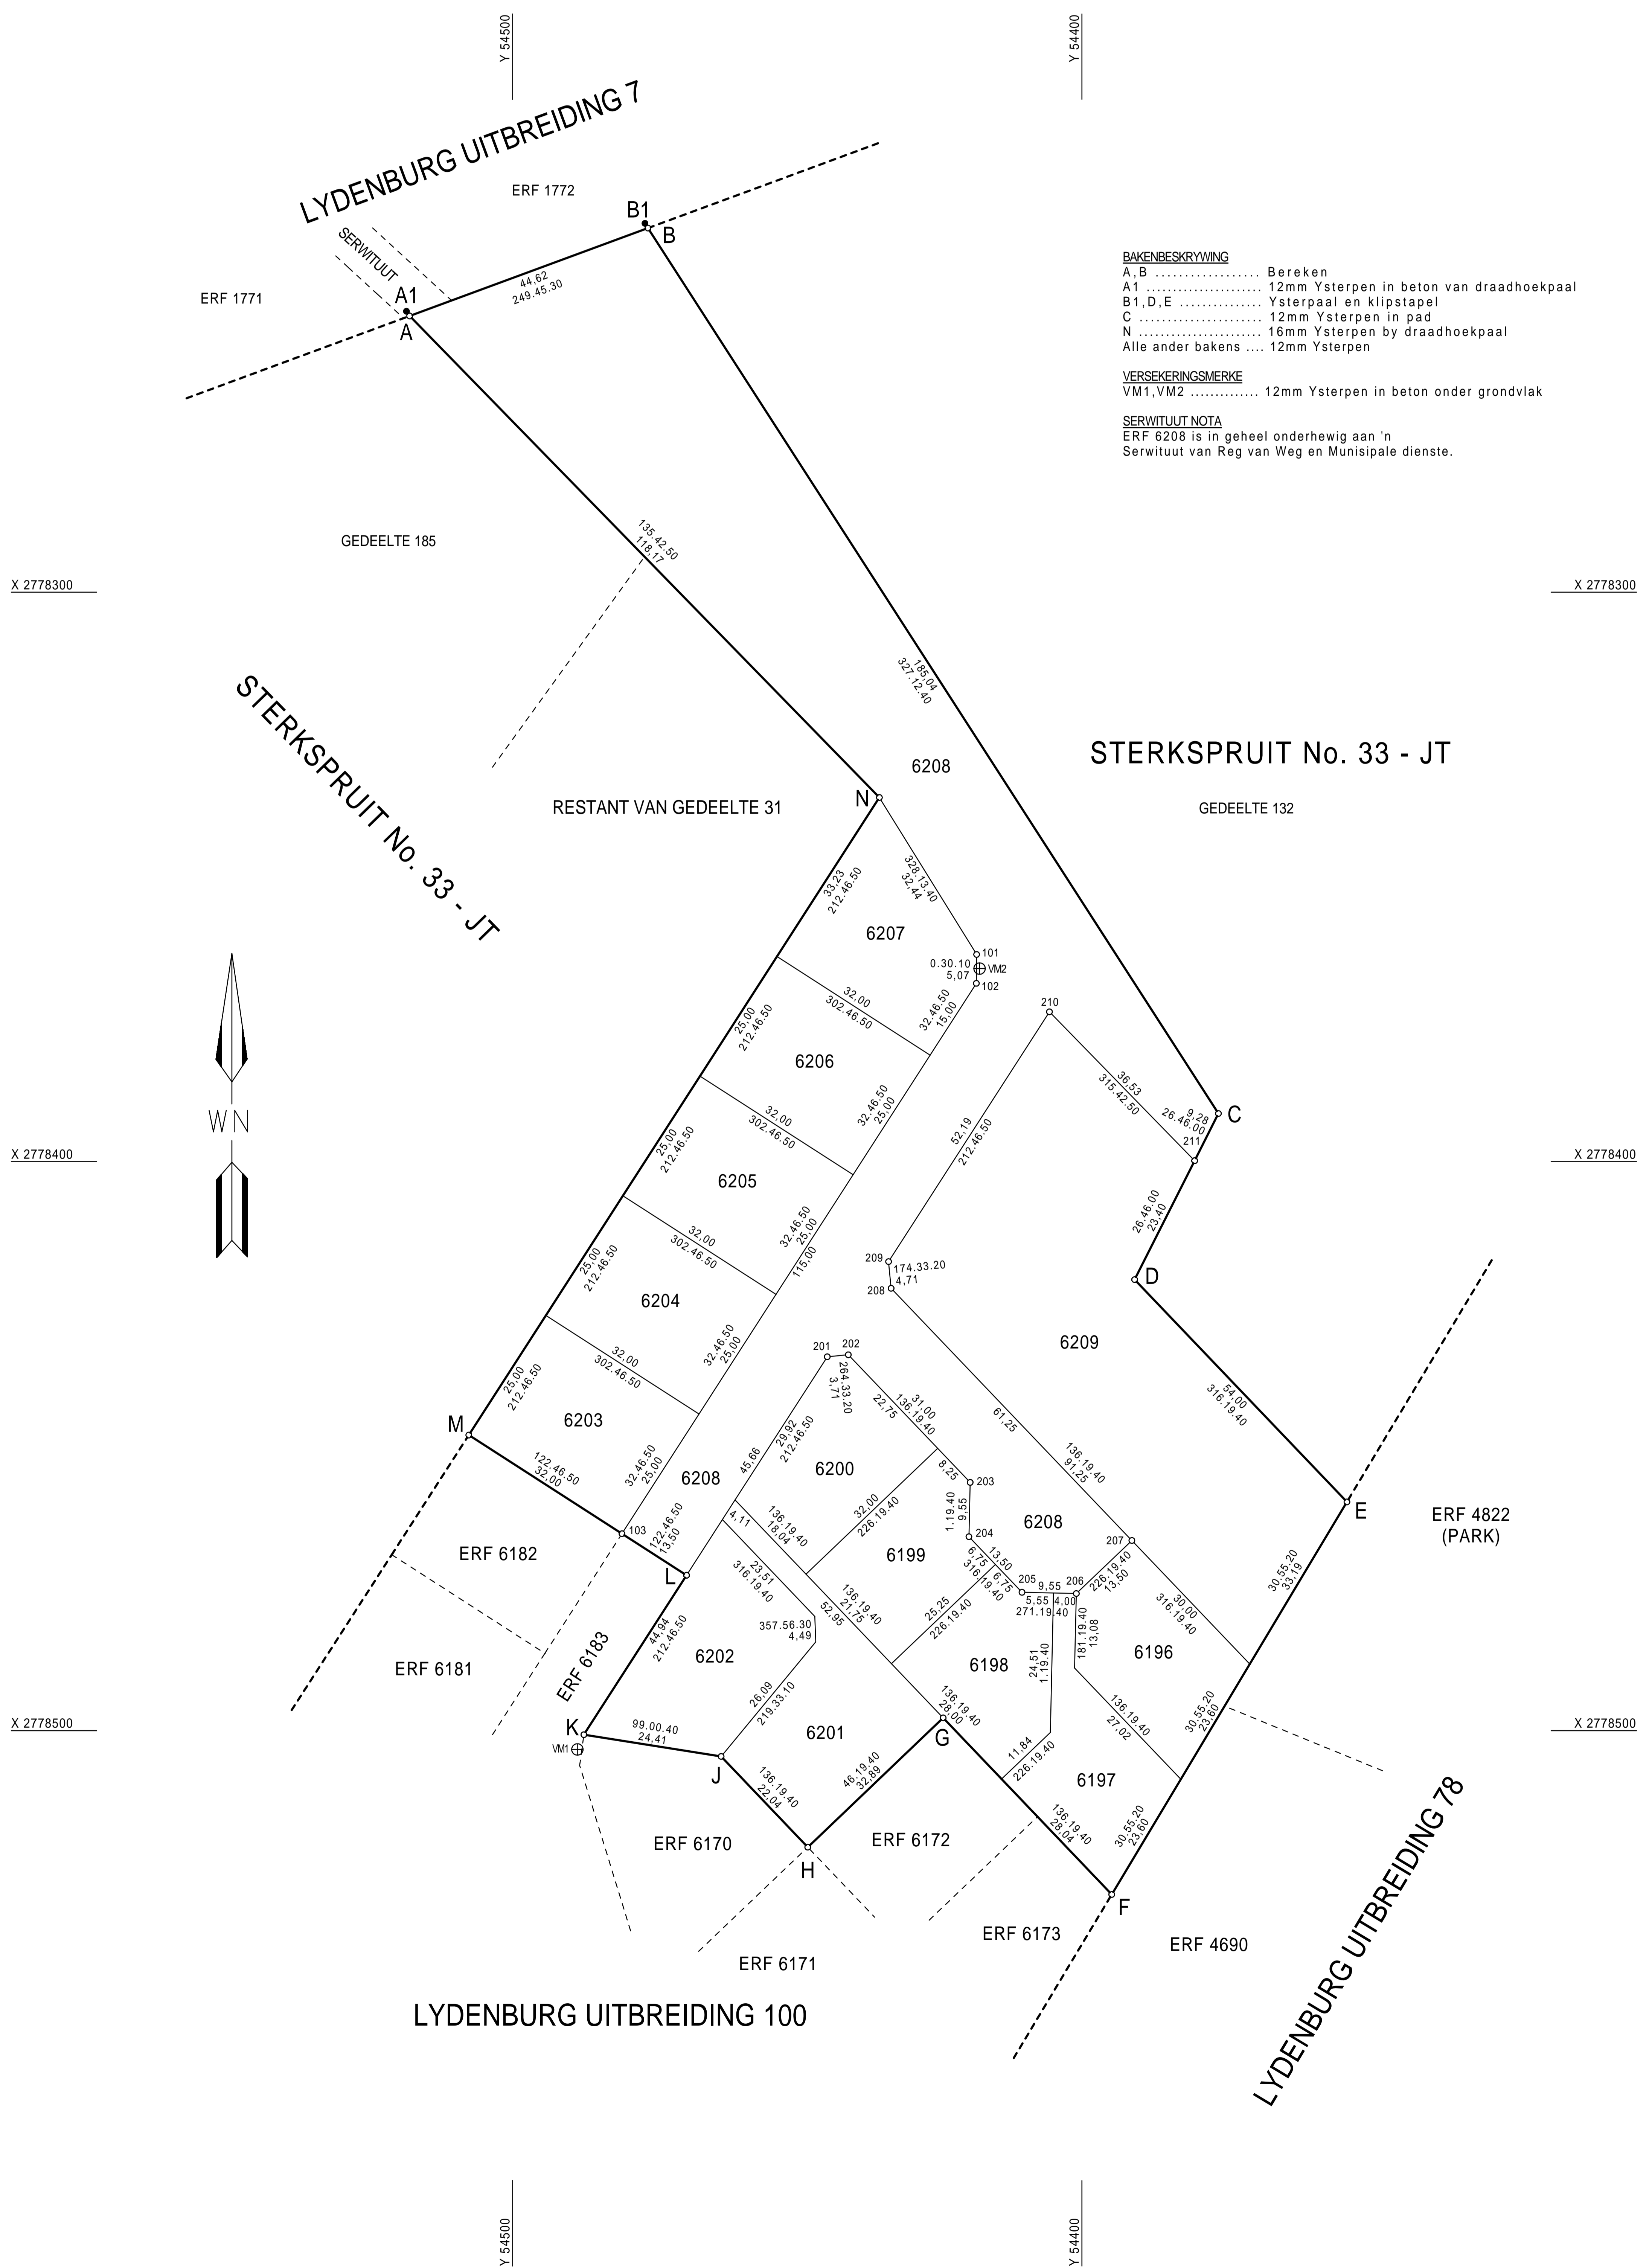 Y 54500
Y 54400
LYDENBURG UITBREIDING 7
ERF 1772
B1
B
SERWITUUT
A1
A
ERF 1771
44,62
249.45.30
BAKENBESKRYWING
A,B .................. Bereken
A1 ...................... 12mm Ysterpen in beton van draadhoekpaal
B1,D,E ............... Ysterpaal en klipstapel
C ...................... 12mm Ysterpen in pad
N ...................... 16mm Ysterpen by draadhoekpaal
Alle ander bakens .... 12mm Ysterpen
VERSEKERINGSMERKE
VM1,VM2 .............. 12mm Ysterpen in beton onder grondvlak
SERWITUUT NOTA
ERF 6208 is in geheel onderhewig aan 'n
Serwituut van Reg van Weg en Munisipale dienste.
GEDEELTE 185
135.42.50
118,17
X 2778300
X 2778300
185,04
327.12.40
STERKSPRUIT No. 33 - JT
6208
STERKSPRUIT No. 33 - JT
GEDEELTE 132
RESTANT VAN GEDEELTE 31
N
328.13.40
32,44
33,23
212.46.50
6207
101
0.30.10
5,07
VM2
102
32,00
302.46.50
32.46.50
15,00
210
25,00
212.46.50
6206
36,53
315.42.50
9,28
26.46.00
C
211
32,00
302.46.50
32.46.50
25,00
52,19
212.46.50
WN
X 2778400
X 2778400
25,00
212.46.50
6205
26.46.00
23,40
32,00
302.46.50
32.46.50
25,00
115,00
209
174.33.20
4,71
208
D
25,00
212.46.50
6204
6209
32,00
302.46.50
32.46.50
25,00
201
202
264.33.20
3,71
31,00
136.19.40
22,75
54,00
316.19.40
25,00
212.46.50
M
6203
29,92
212.46.50
45,66
61,25
136.19.40
91,25
122.46.50
32,00
32.46.50
25,00
6208
6200
8,25
203
E
ERF 4822
(PARK)
32,00
226.19.40
1.19.40
9,55
6208
204
207
103
122.46.50
13,50
4,11
136.19.40
18,04
ERF 6182
6199
13,50
6,75
6,75
316.19.40
205
9,55
206
5,55
4,00
271.19.40
226.19.40
13,50
30.55.20
33,19
L
23,51
316.19.40
136.19.40
21,75
52,95
25,25
226.19.40
30,00
316.19.40
44,94
212.46.50
357.56.30
4,49
181.19.40
13,08
6196
6202
ERF 6181
ERF 6183
6198
24,51
1.19.40
26,09
219.33.10
136.19.40
28,00
136.19.40
27,02
30.55.20
23,60
X 2778500
X 2778500
K
VM1
99.00.40
24,41
6201
G
11,84
226.19.40
J
136.19.40
22,04
46.19.40
32,89
6197
136.19.40
28,04
30.55.20
23,60
ERF 6170
ERF 6172
H
F
ERF 6173
ERF 4690
ERF 6171
LYDENBURG UITBREIDING 78
LYDENBURG UITBREIDING 100
Y 54500
Y 54400